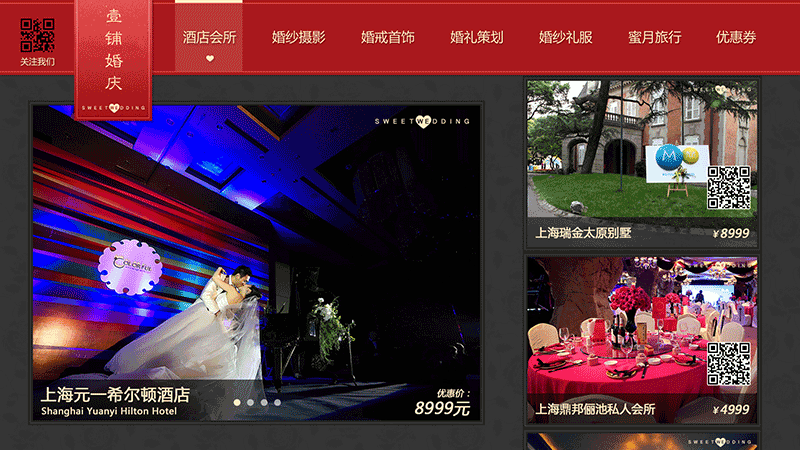 关注我们
壹铺婚庆
SWEET WEDDING
酒店会所
婚纱摄影
婚戒首饰
婚礼策划
婚纱礼服
蜜月旅行
优惠券
SWEET WEDDING
COLORFUL
上海元一希尔顿酒店
Shanghai Yuanyi Hilton Hotel
优惠价：
8999元
SWEET WEDDING
M
上海瑞金太原别墅
¥8999
上海鼎邦俪池私人会所
¥4999
SWEET WEDDING